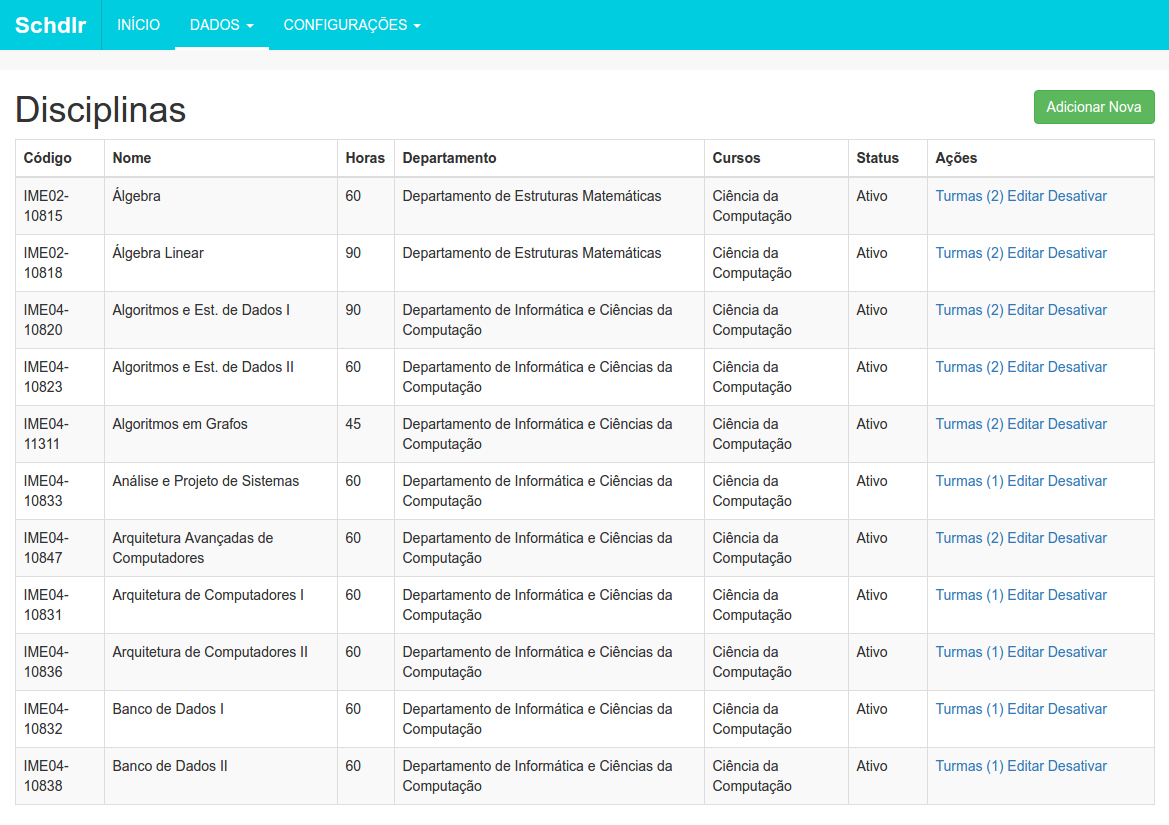 Schdlr INÍCIO DADOS CONFIGURAÇÕES
Disciplinas
Adicionar Nova
Código Nome Horas Departamento Cursos Status Ações
IME02- Álgebra 60 Departamento de Estruturas Matemáticas Ciência da Ativo Turmas (2) Editar Desativar
10815 Computação
IME02- Álgebra Linear 90 Departamento de Estruturas Matemáticas Ciência da Ativo Turmas (2) Editar Desativar
10818 Computação
IME04- Algoritmos e Est. de Dados I 90 Departamento de Informática e Ciências da Ciência da Ativo Turmas (2) Editar Desativar
10820 Computação Computação
IME04- Algoritmos e Est. de Dados II 60 Departamento de Informática e Ciências da Ciência da Ativo Turmas (2) Editar Desativar
10823 Computação Computação
IME04- Algoritmos em Grafos 45 Departamento de Informática e Ciências da Ciência da Ativo Turmas (2) Editar Desativar
11311 Computação Computação
IME04- Análise e Projeto de Sistemas 60 Departamento de Informática e Ciências da Ciência da Ativo Turmas (1) Editar Desativar
10833 Computação Computação
IME04- Arquitetura Avançadas de 60 Departamento de Informática e Ciências da Ciência da Ativo Turmas (2) Editar Desativar
10847 Computadores Computação Computação
IME04- Arquitetura de Computadores I 60 Departamento de Informática e Ciências da Ciência da Ativo Turmas (1) Editar Desativar
10831 Computação Computação
IME04- Arquitetura de Computadores II 60 Departamento de Informática e Ciências da Ciência da Ativo Turmas (1) Editar Desativar
10836 Computação Computação
IME04- Banco de Dados I 60 Departamento de Informática e Ciências da Ciência da Ativo Turmas (1) Editar Desativar
10832 Computação Computação
IME04- Banco de Dados II 60 Departamento de Informática e Ciências da Ciência da Ativo Turmas (1) Editar Desativar
10838 Computação Computação